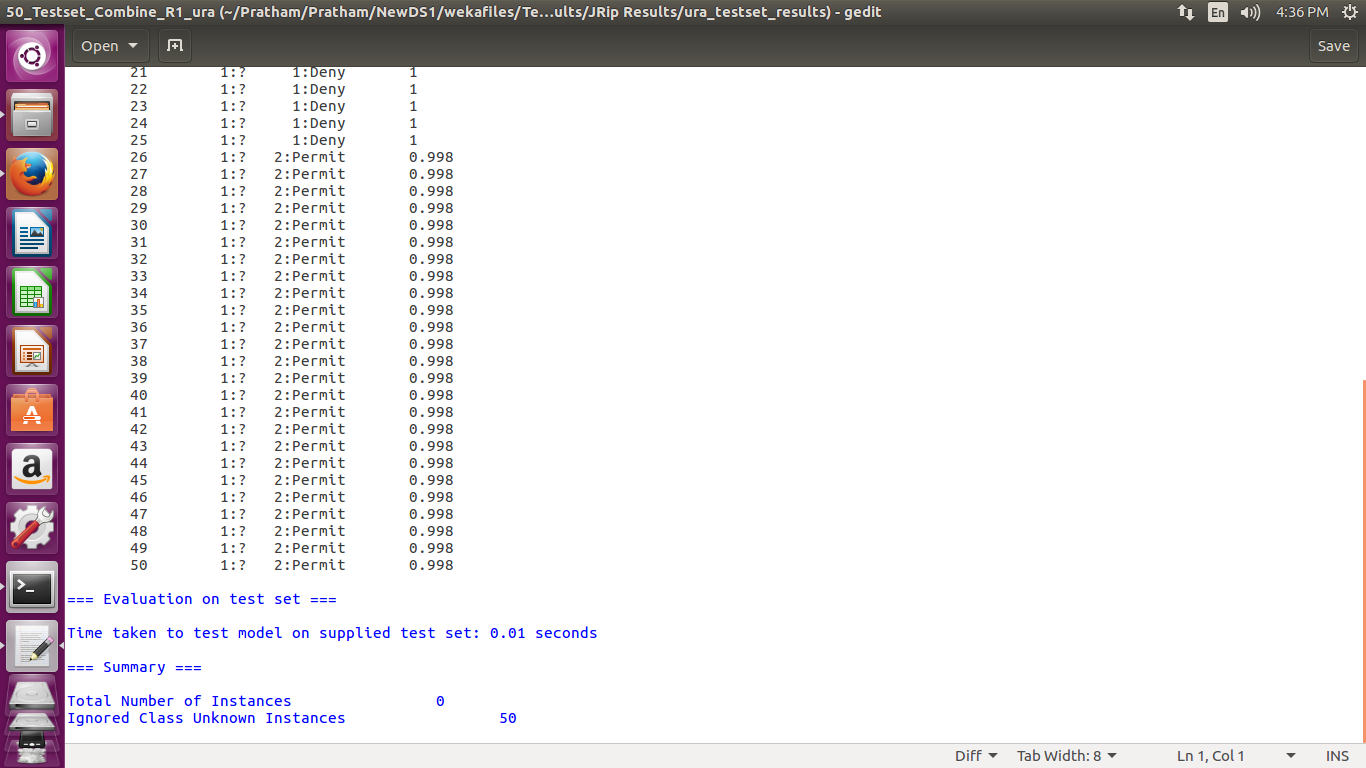 50_Testset_Combine_R1_ura (~/Pratham/Pratham/NewDS1/wekafiles/Te...ults/JRip Results/ura_testset_results) - gedit En 4:36 PM
Open Save
21 1:? 1:Deny 1
22 1:? 1:Deny 1
23 1:? 1:Deny 1
24 1:? 1:Deny 1
25 1:? 1:Deny 1
26 1:? 2:Permit 0.998
27 1:? 2:Permit 0.998
28 1:? 2:Permit 0.998
29 1:? 2:Permit 0.998
30 1:? 2:Permit 0.998
31 1:? 2:Permit 0.998
32 1:? 2:Permit 0.998
33 1:? 2:Permit 0.998
34 1:? 2:Permit 0.998
35 1:? 2:Permit 0.998
36 1:? 2:Permit 0.998
37 1:? 2:Permit 0.998
38 1:? 2:Permit 0.998
39 1:? 2:Permit 0.998
40 1:? 2:Permit 0.998
41 1:? 2:Permit 0.998
42 1:? 2:Permit 0.998
43 1:? 2:Permit 0.998
44 1:? 2:Permit 0.998
45 1:? 2:Permit 0.998
46 1:? 2:Permit 0.998
47 1:? 2:Permit 0.998
48 1:? 2:Permit 0.998
49 1:? 2:Permit 0.998
50 1:? 2:Permit 0.998
=== Evaluation on test set ===
Time taken to test model on supplied test set: 0.01 seconds
=== Summary ===
Total Number of Instances 0
Ignored Class Unknown Instances 50
Diff Tab Width: 8 Ln 1, Col 1 INS